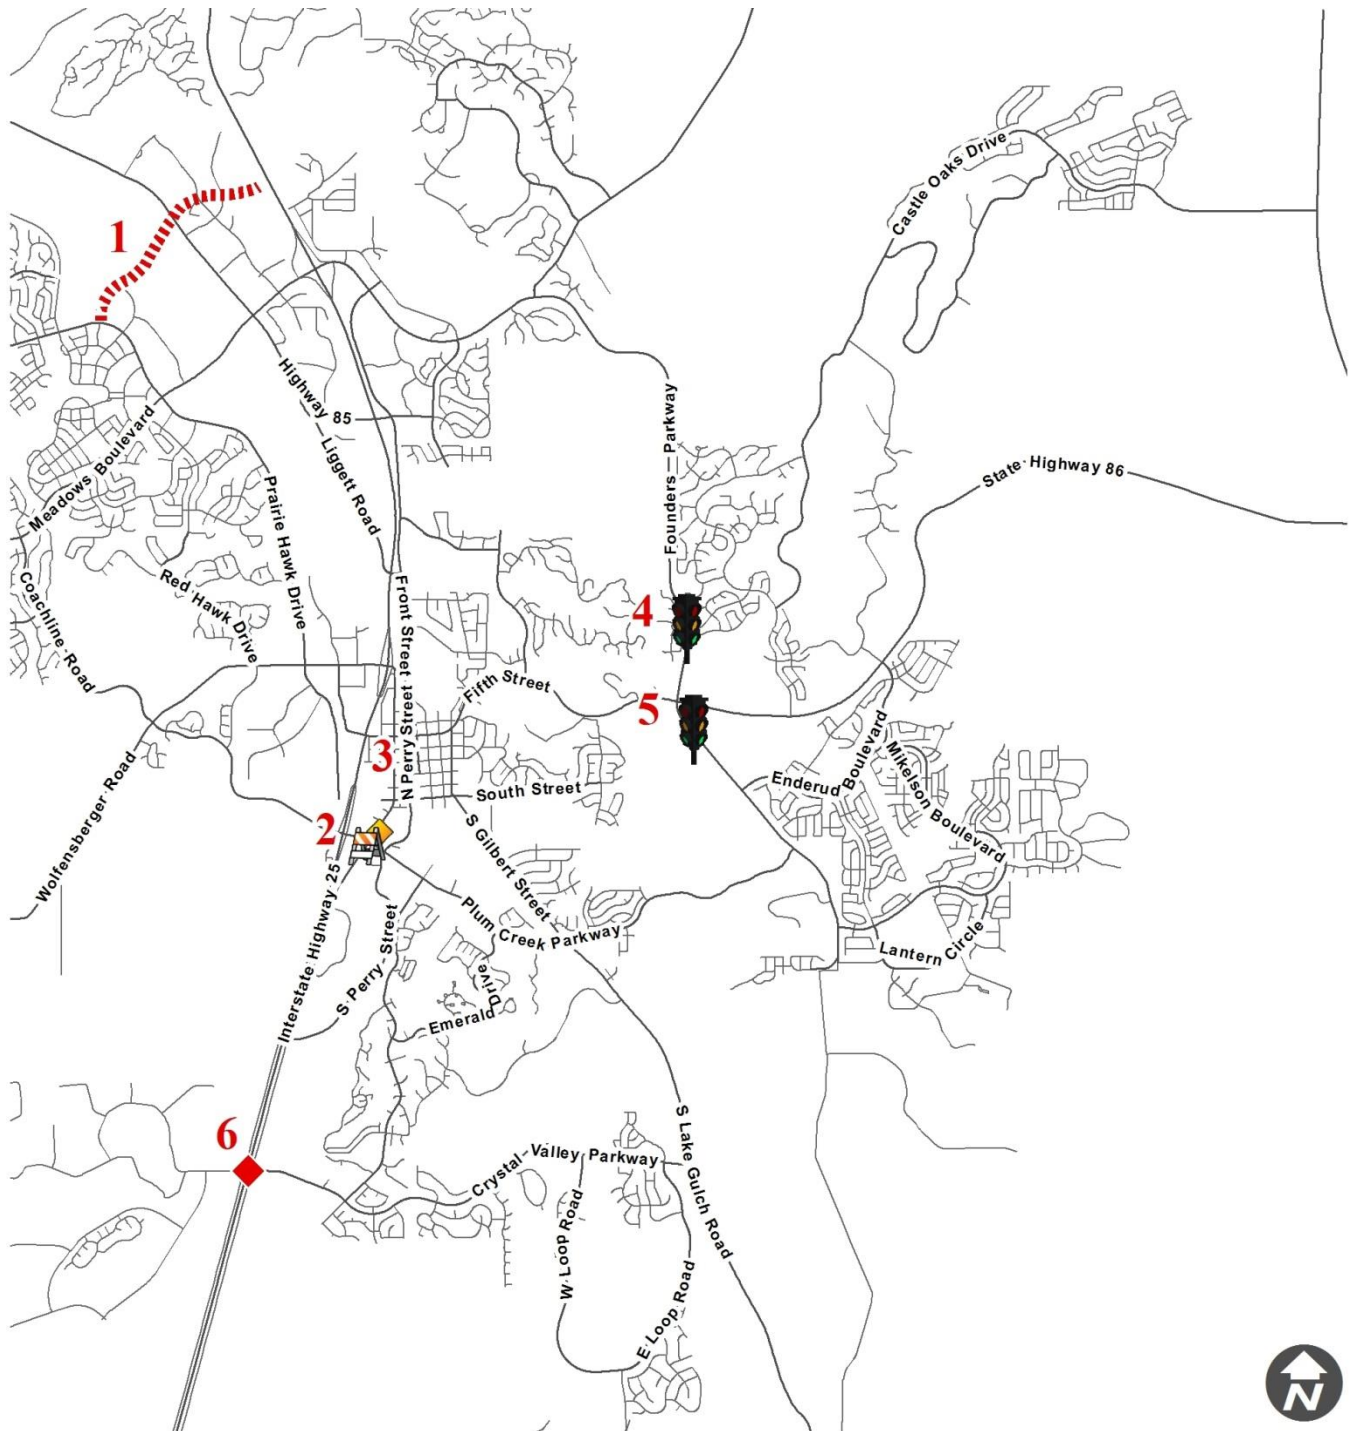 1
Castle Oaks Drive
Highway 85
Founders Parkway
Meadows Boulevard
Liggett Road
State Highway 86
Prairie Hawk Drive
Coachline Road
Red Hawk Drive
Front Street
4
Fifth Street
N Perry Street
5
3
Wolfensberger Road
South Street
Enderud Boulevard
Mikelson Boulevard
2
S Gilbert Street
Interstate Highway 25
S Perry Street
Plum Creek Parkway
Lantern Circle
Emerald Drive
6
S Lake Gulch Road
Crystal Valley Parkway
W Loop Road
E Loop Road
N